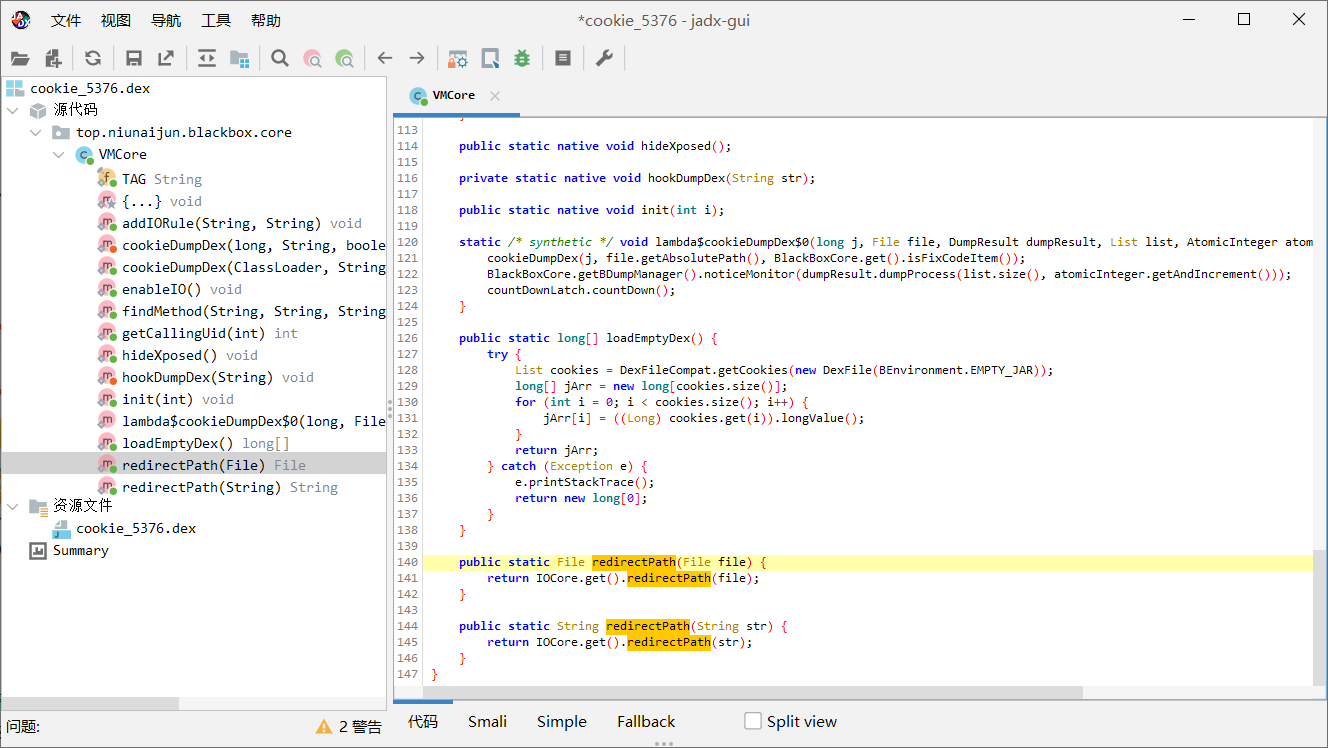 文件 视图 导航 工具 帮助 *cookie_5376 - jadx-gui
cookie_5376.dex
源代码
top.niunaijun.blackbox.core
VMCore
TAG String
{...} void
addIORule(String, String) void
cookieDumpDex(long, String, boole
cookieDumpDex(ClassLoader, String
enableIO() void
findMethod(String, String, String
getCallingUid(int) int
hideXposed() void
hookDumpDex(String) void
init(int) void
lambda$cookieDumpDex$0(long, File
loadEmptyDex() long[]
redirectPath(File) File
redirectPath(String) String
资源文件
cookie_5376.dex
Summary
问题: 2 警告
VMCore
113
114 public static native void hideXposed();
115
116 private static native void hookDumpDex(String str);
117
118 public static native void init(int i);
119
120 static /* synthetic */ void lambda$cookieDumpDex$0(long j, File file, DumpResult dumpResult, List list, AtomicInteger atom
121 cookieDumpDex(j, file.getAbsolutePath(), BlackBoxCore.get().isFixCodeItem());
122 BlackBoxCore.getBDumpManager().noticeMonitor(dumpResult.dumpProcess(list.size(), atomicInteger.getAndIncrement()));
123 countDownLatch.countDown();
124 }
125
126 public static long[] loadEmptyDex() {
127 try {
128 List cookies = DexFileCompat.getCookies(new DexFile(BEnvironment.EMPTY_JAR));
129 long[] jArr = new long[cookies.size()];
130 for (int i = 0; i < cookies.size(); i++) {
131 jArr[i] = ((Long) cookies.get(i)).longValue();
132 }
133 return jArr;
134 } catch (Exception e) {
135 e.printStackTrace();
136 return new long[0];
137 }
138 }
139
140 public static File redirectPath(File file) {
141 return IOCore.get().redirectPath(file);
142 }
143
144 public static String redirectPath(String str) {
145 return IOCore.get().redirectPath(str);
146 }
147 }
代码 Smali Simple Fallback Split view